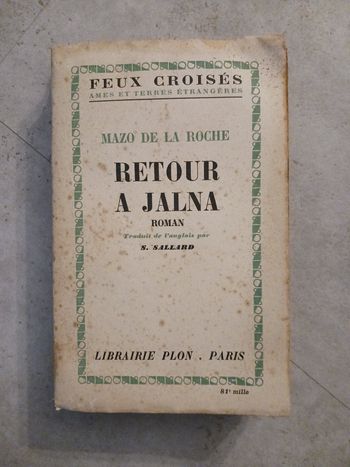 FEUX CROISÉS
AMES ET TERRES ÉTRANGÈRES
MAZO DE LA ROCHE
RETOUR
A JALNA
ROMAN
Traduit de l'anglais par
S. SALLARD
LIBRAIRIE PLON . PARIS
81e mille